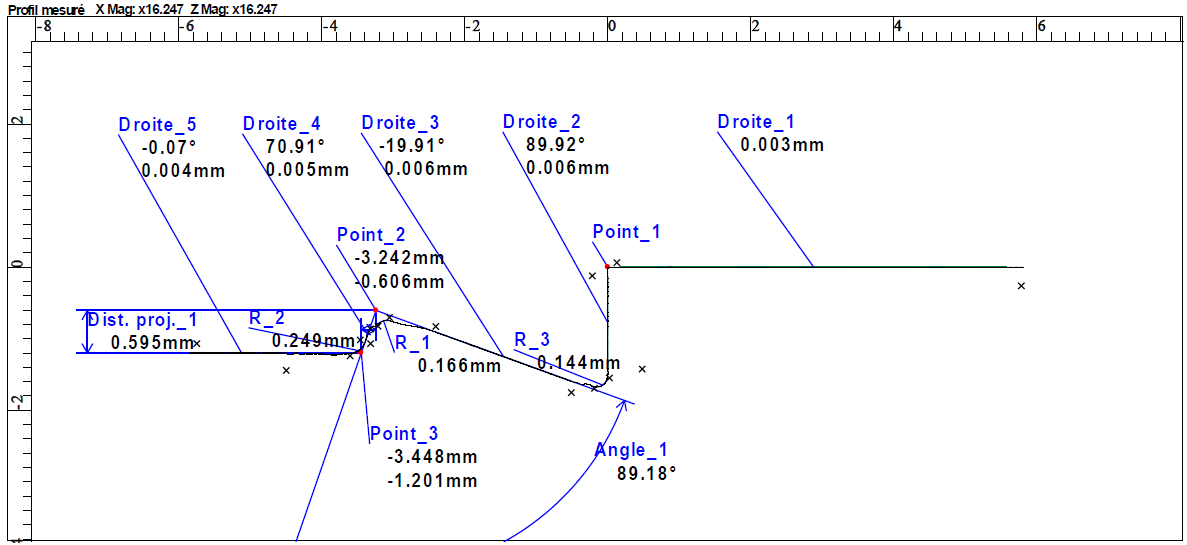 Profil mesuré X Mag: x16.247 Z Mag: x16.247
-8 -6 -4 -2 0 2 4 6
2
0
-2
Droite_5
-0.07°
0.004mm
Droite_4
70.91°
0.005mm
Droite_3
-19.91°
0.006mm
Droite_2
89.92°
0.006mm
Droite_1
0.003mm
Point_2
-3.242mm
-0.606mm
Point_1
Dist. proj._1
0.595mm
R_2
0.249mm
R_1
0.166mm
R_3
0.144mm
Point_3
-3.448mm
-1.201mm
Angle_1
89.18°